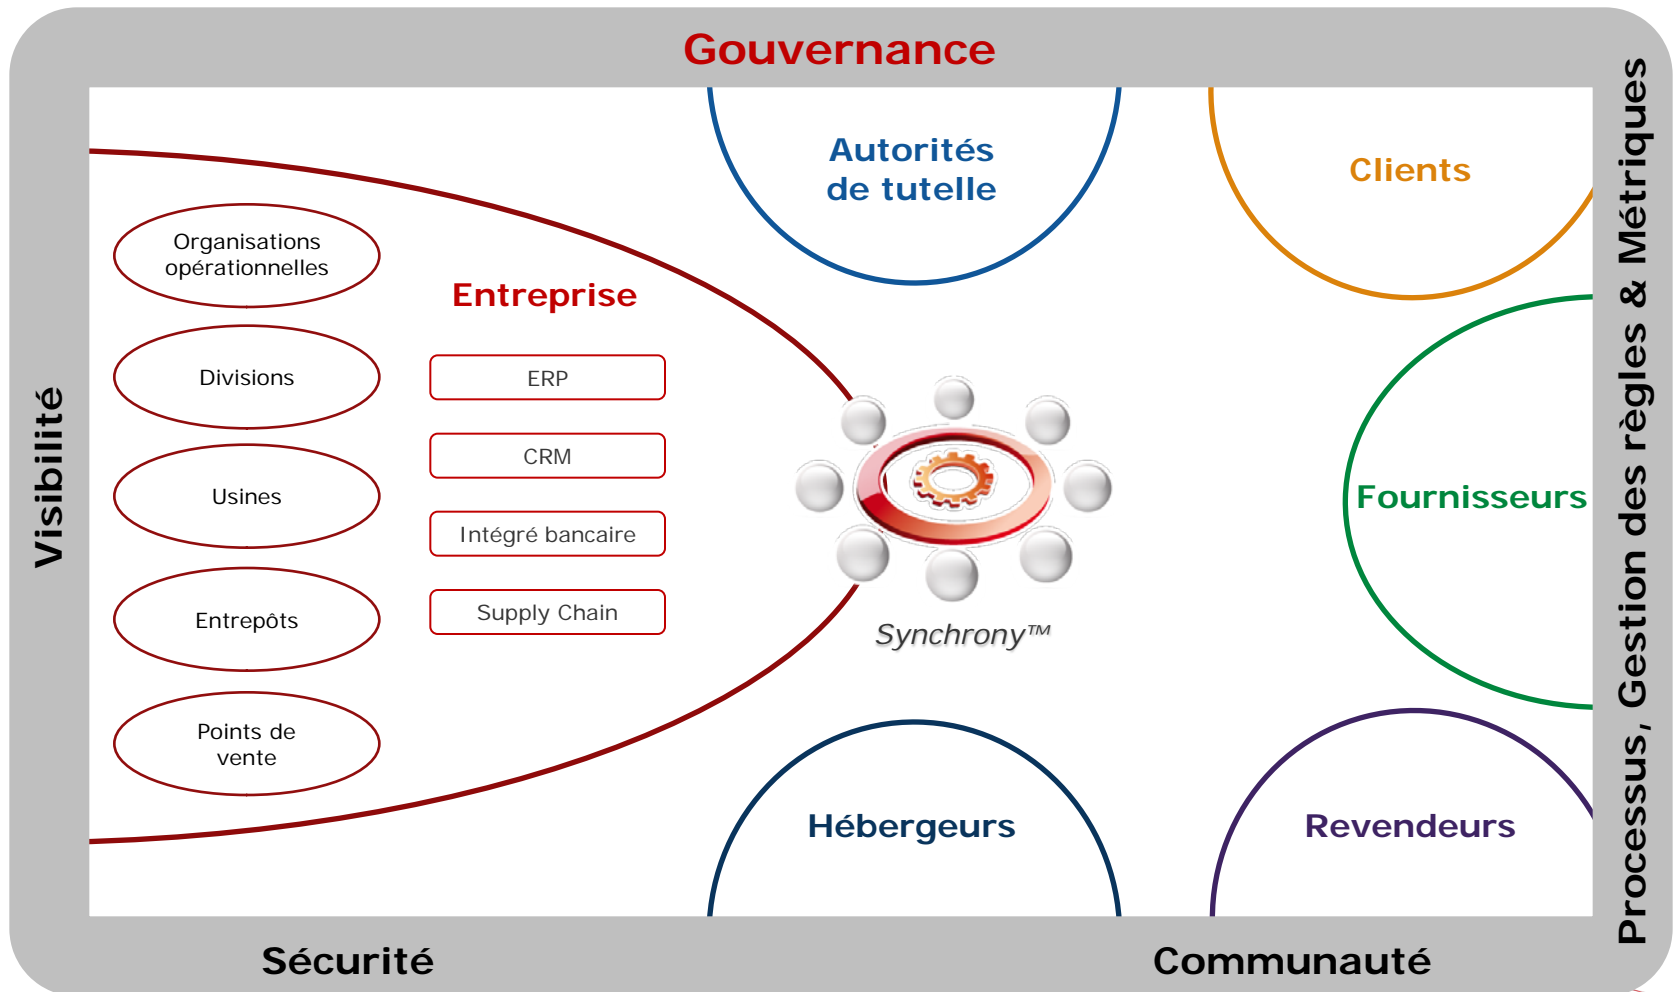 Gouvernance
Visibilité
Organisations
opérationnelles
Divisions
Usines
Entrepôts
Points de
vente
Entreprise
ERP
CRM
Intégré bancaire
Supply Chain
Synchrony™
Autorités
de tutelle
Clients
Fournisseurs
Hébergeurs
Revendeurs
Processus, Gestion des règles & Métriques
Sécurité
Communauté